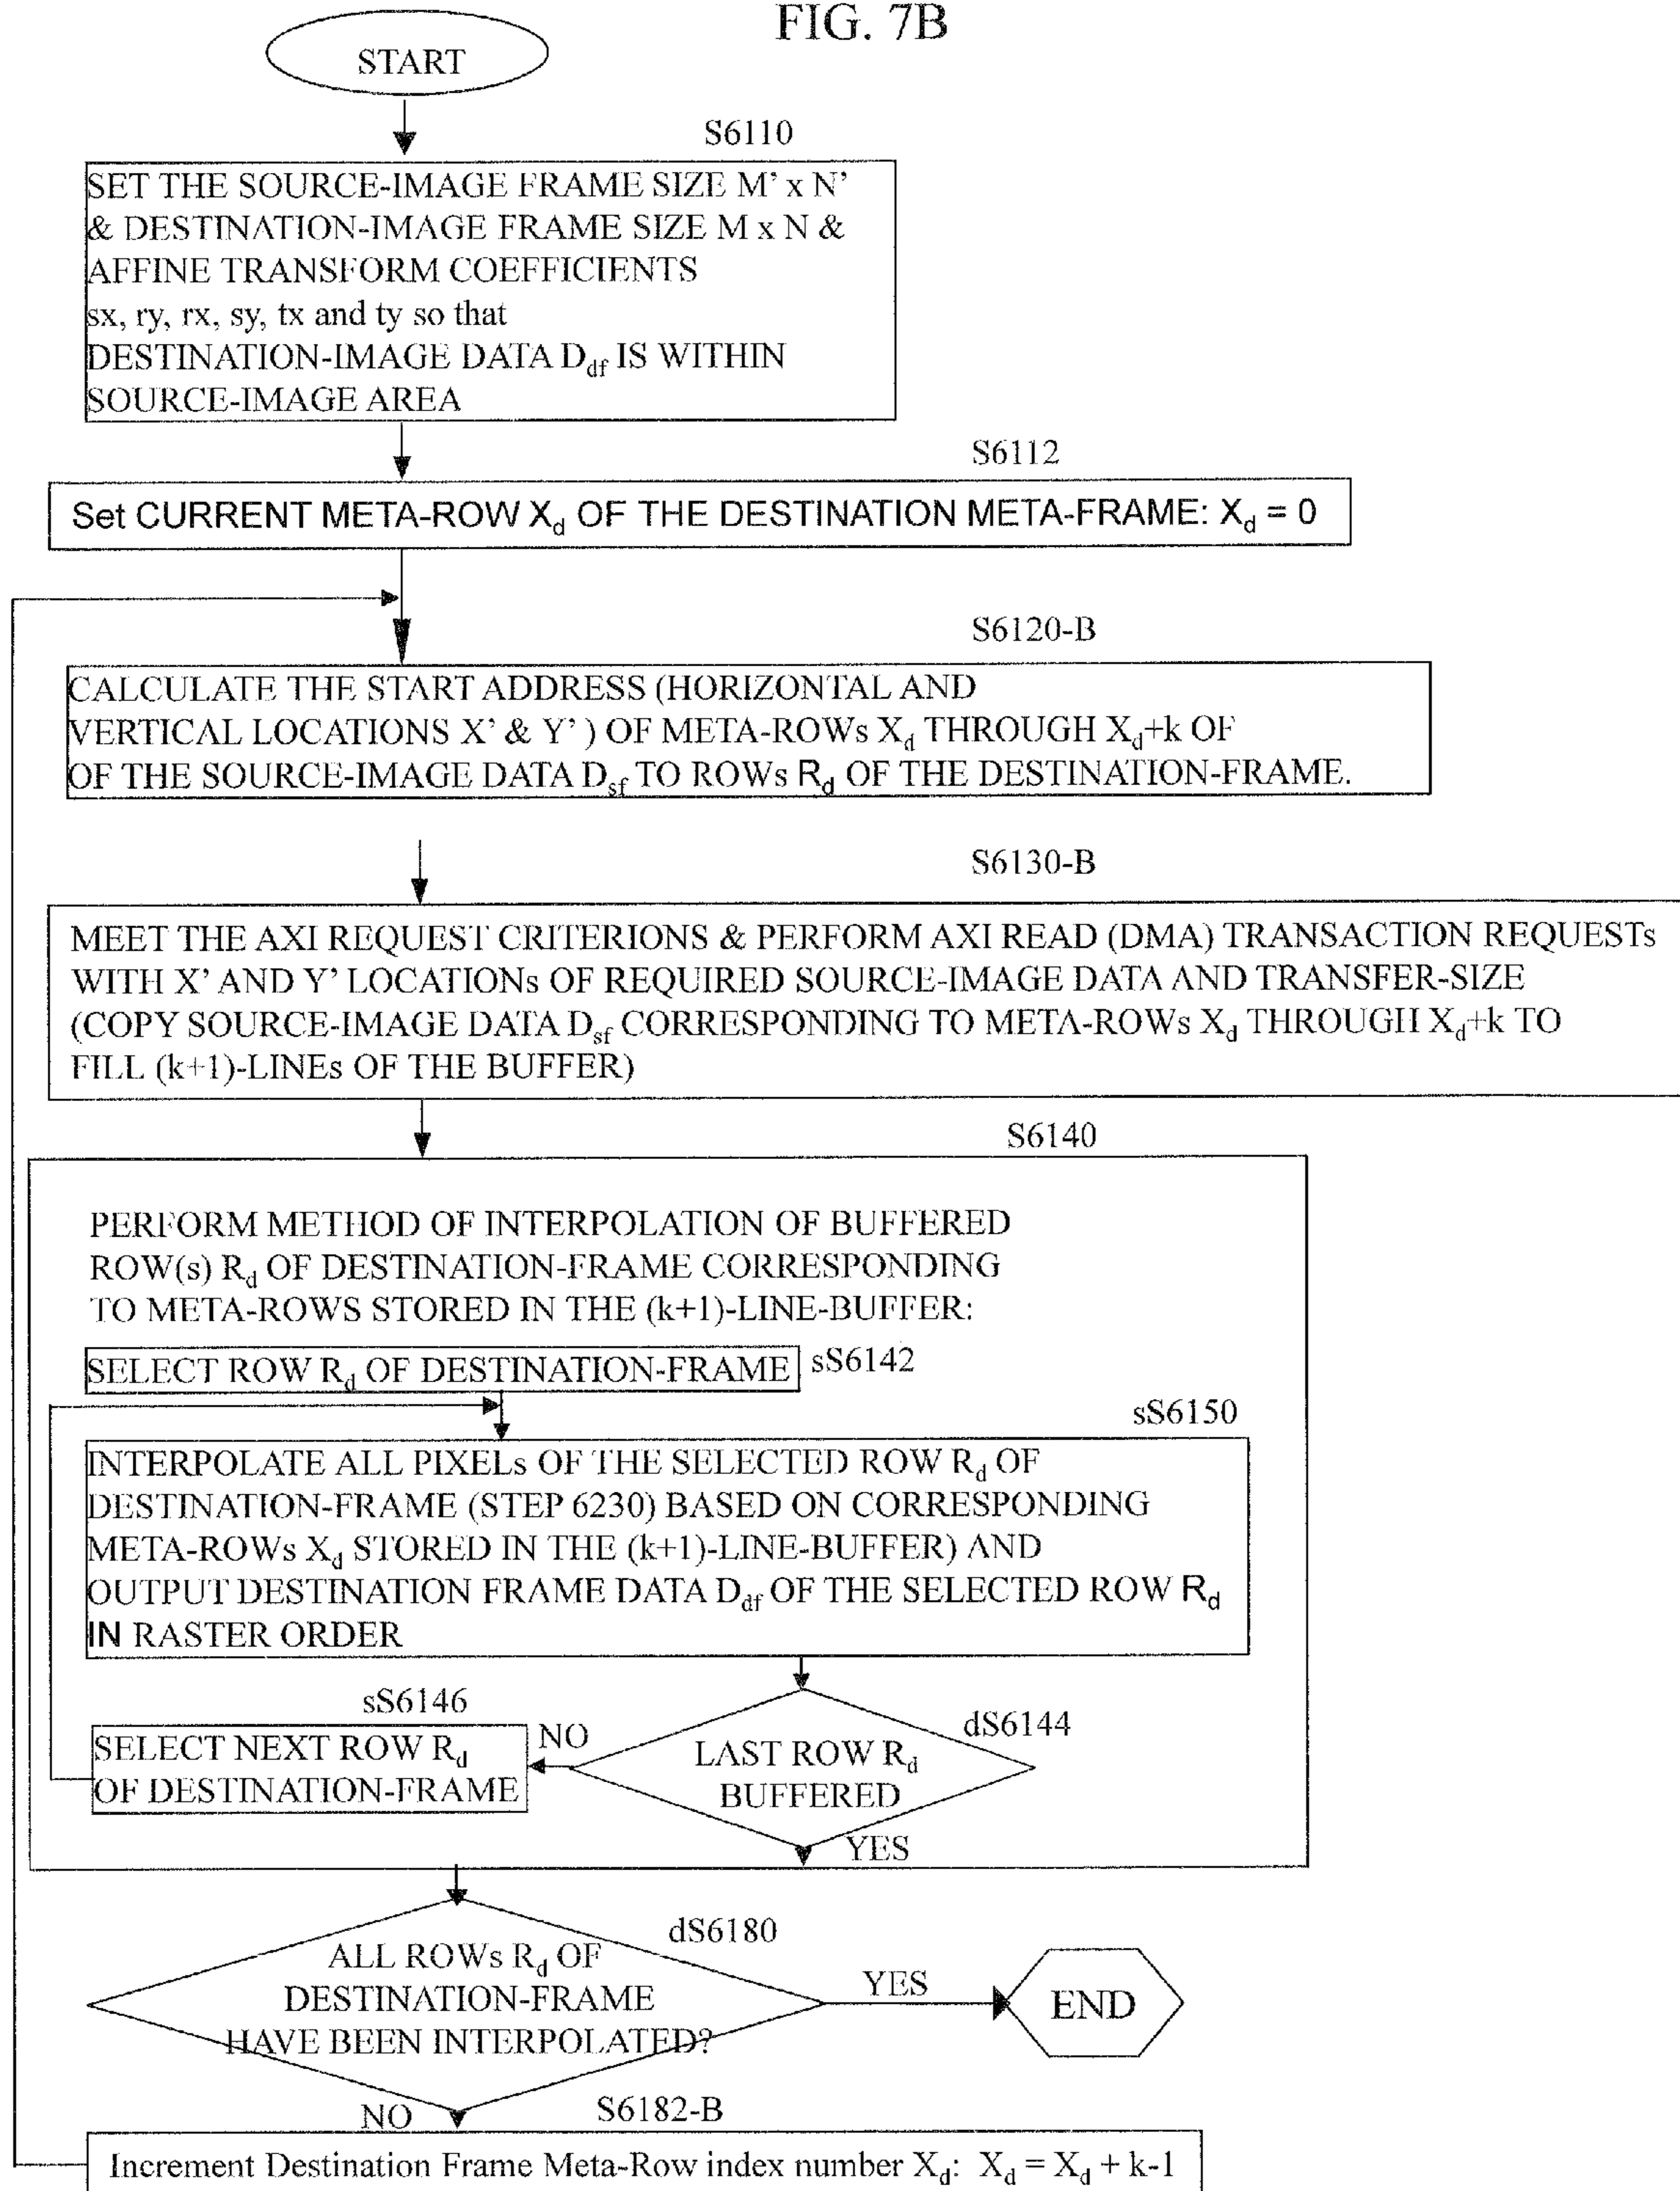 FIG. 7B
START
S6110
SET THE SOURCE-IMAGE FRAME SIZE M' x N'
& DESTINATION-IMAGE FRAME SIZE M x N &
AFFINE TRANSFORM COEFFICIENTS
sx, ry, rx, sy, tx and ty so that
DESTINATION-IMAGE DATA Ddf IS WITHIN
SOURCE-IMAGE AREA
S6112
Set CURRENT META-ROW Xd OF THE DESTINATION META-FRAME: Xd = 0
S6120-B
CALCULATE THE START ADDRESS (HORIZONTAL AND
VERTICAL LOCATIONS X' & Y' ) OF META-ROWs Xd THROUGH Xd+k OF
OF THE SOURCE-IMAGE DATA Dsf TO ROWs Rd OF THE DESTINATION-FRAME.
S6130-B
MEET THE AXI REQUEST CRITERIONS & PERFORM AXI READ (DMA) TRANSACTION REQUESTs
WITH X' AND Y' LOCATIONs OF REQUIRED SOURCE-IMAGE DATA AND TRANSFER-SIZE
(COPY SOURCE-IMAGE DATA Dsf CORRESPONDING TO META-ROWs Xd THROUGH Xd+k TO
FILL (k+1)-LINEs OF THE BUFFER)
S6140
PERFORM METHOD OF INTERPOLATION OF BUFFERED
ROW(s) Rd OF DESTINATION-FRAME CORRESPONDING
TO META-ROWS STORED IN THE (k+1)-LINE-BUFFER:
SELECT ROW Rd OF DESTINATION-FRAME
sS6142
sS6150
INTERPOLATE ALL PIXELs OF THE SELECTED ROW Rd OF
DESTINATION-FRAME (STEP 6230) BASED ON CORRESPONDING
META-ROWs Xd STORED IN THE (k+1)-LINE-BUFFER) AND
OUTPUT DESTINATION FRAME DATA Ddf OF THE SELECTED ROW Rd
IN RASTER ORDER
sS6146
SELECT NEXT ROW Rd
OF DESTINATION-FRAME
NO
dS6144
LAST ROW Rd
BUFFERED
YES
dS6180
ALL ROWs Rd OF
DESTINATION-FRAME
HAVE BEEN INTERPOLATED?
YES
END
NO
S6182-B
Increment Destination Frame Meta-Row index number Xd: Xd = Xd + k-1